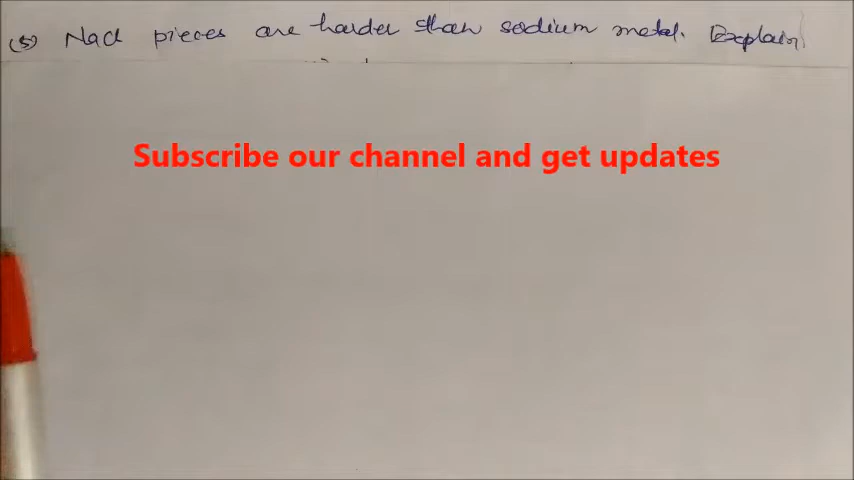 (5) Nacl pieces are harder than sodium metal. Explain
Subscribe our channel and get updates